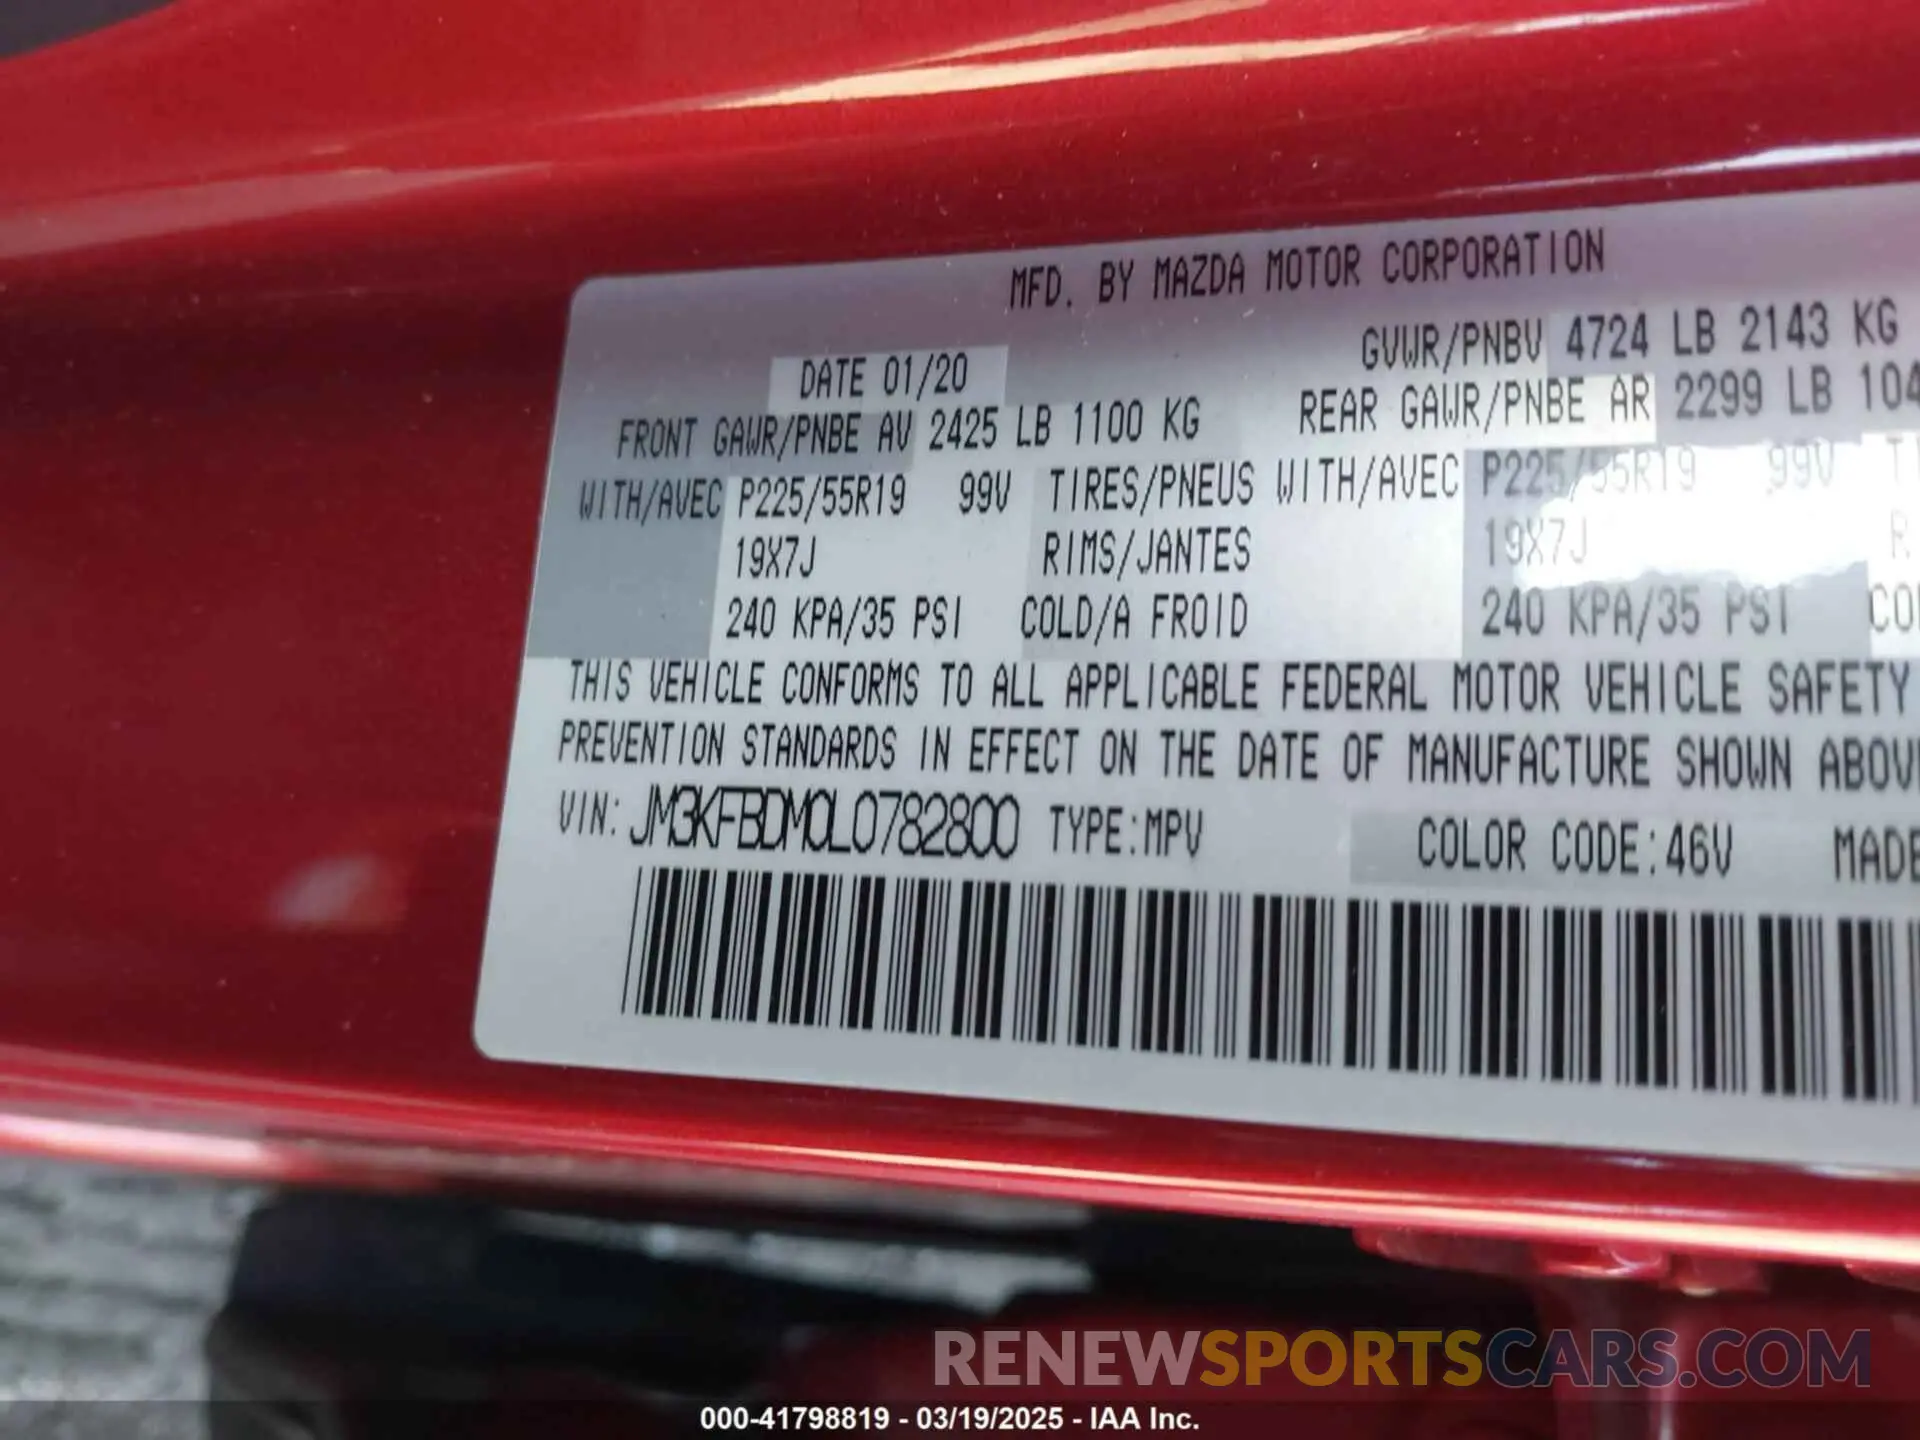 MFD. BY MAZDA MOTOR CORPORATION
DATE 01/20 GVWR/PNBV 4724 LB 2143 KG
FRONT GAWR/PNBE AV 2425 LB 1100 KG REAR GAWR/PNBE AR 2299 LB 104
WITH/AVEC P225/55R19 99V TIRES/PNEUS WITH/AVEC P225/55R19 99V T
19X7J RIMS/JANTES 19X7J R
240 KPA/35 PSI COLD/A FROID 240 KPA/35 PSI CO
THIS VEHICLE CONFORMS TO ALL APPLICABLE FEDERAL MOTOR VEHICLE SAFETY
PREVENTION STANDARDS IN EFFECT ON THE DATE OF MANUFACTURE SHOWN ABOV
VIN: JM3KFBDM0L0782800 TYPE:MPV COLOR CODE:46V MADE
RENEWSPORTSCARS.COM
000-41798819 - 03/19/2025 - IAA Inc.